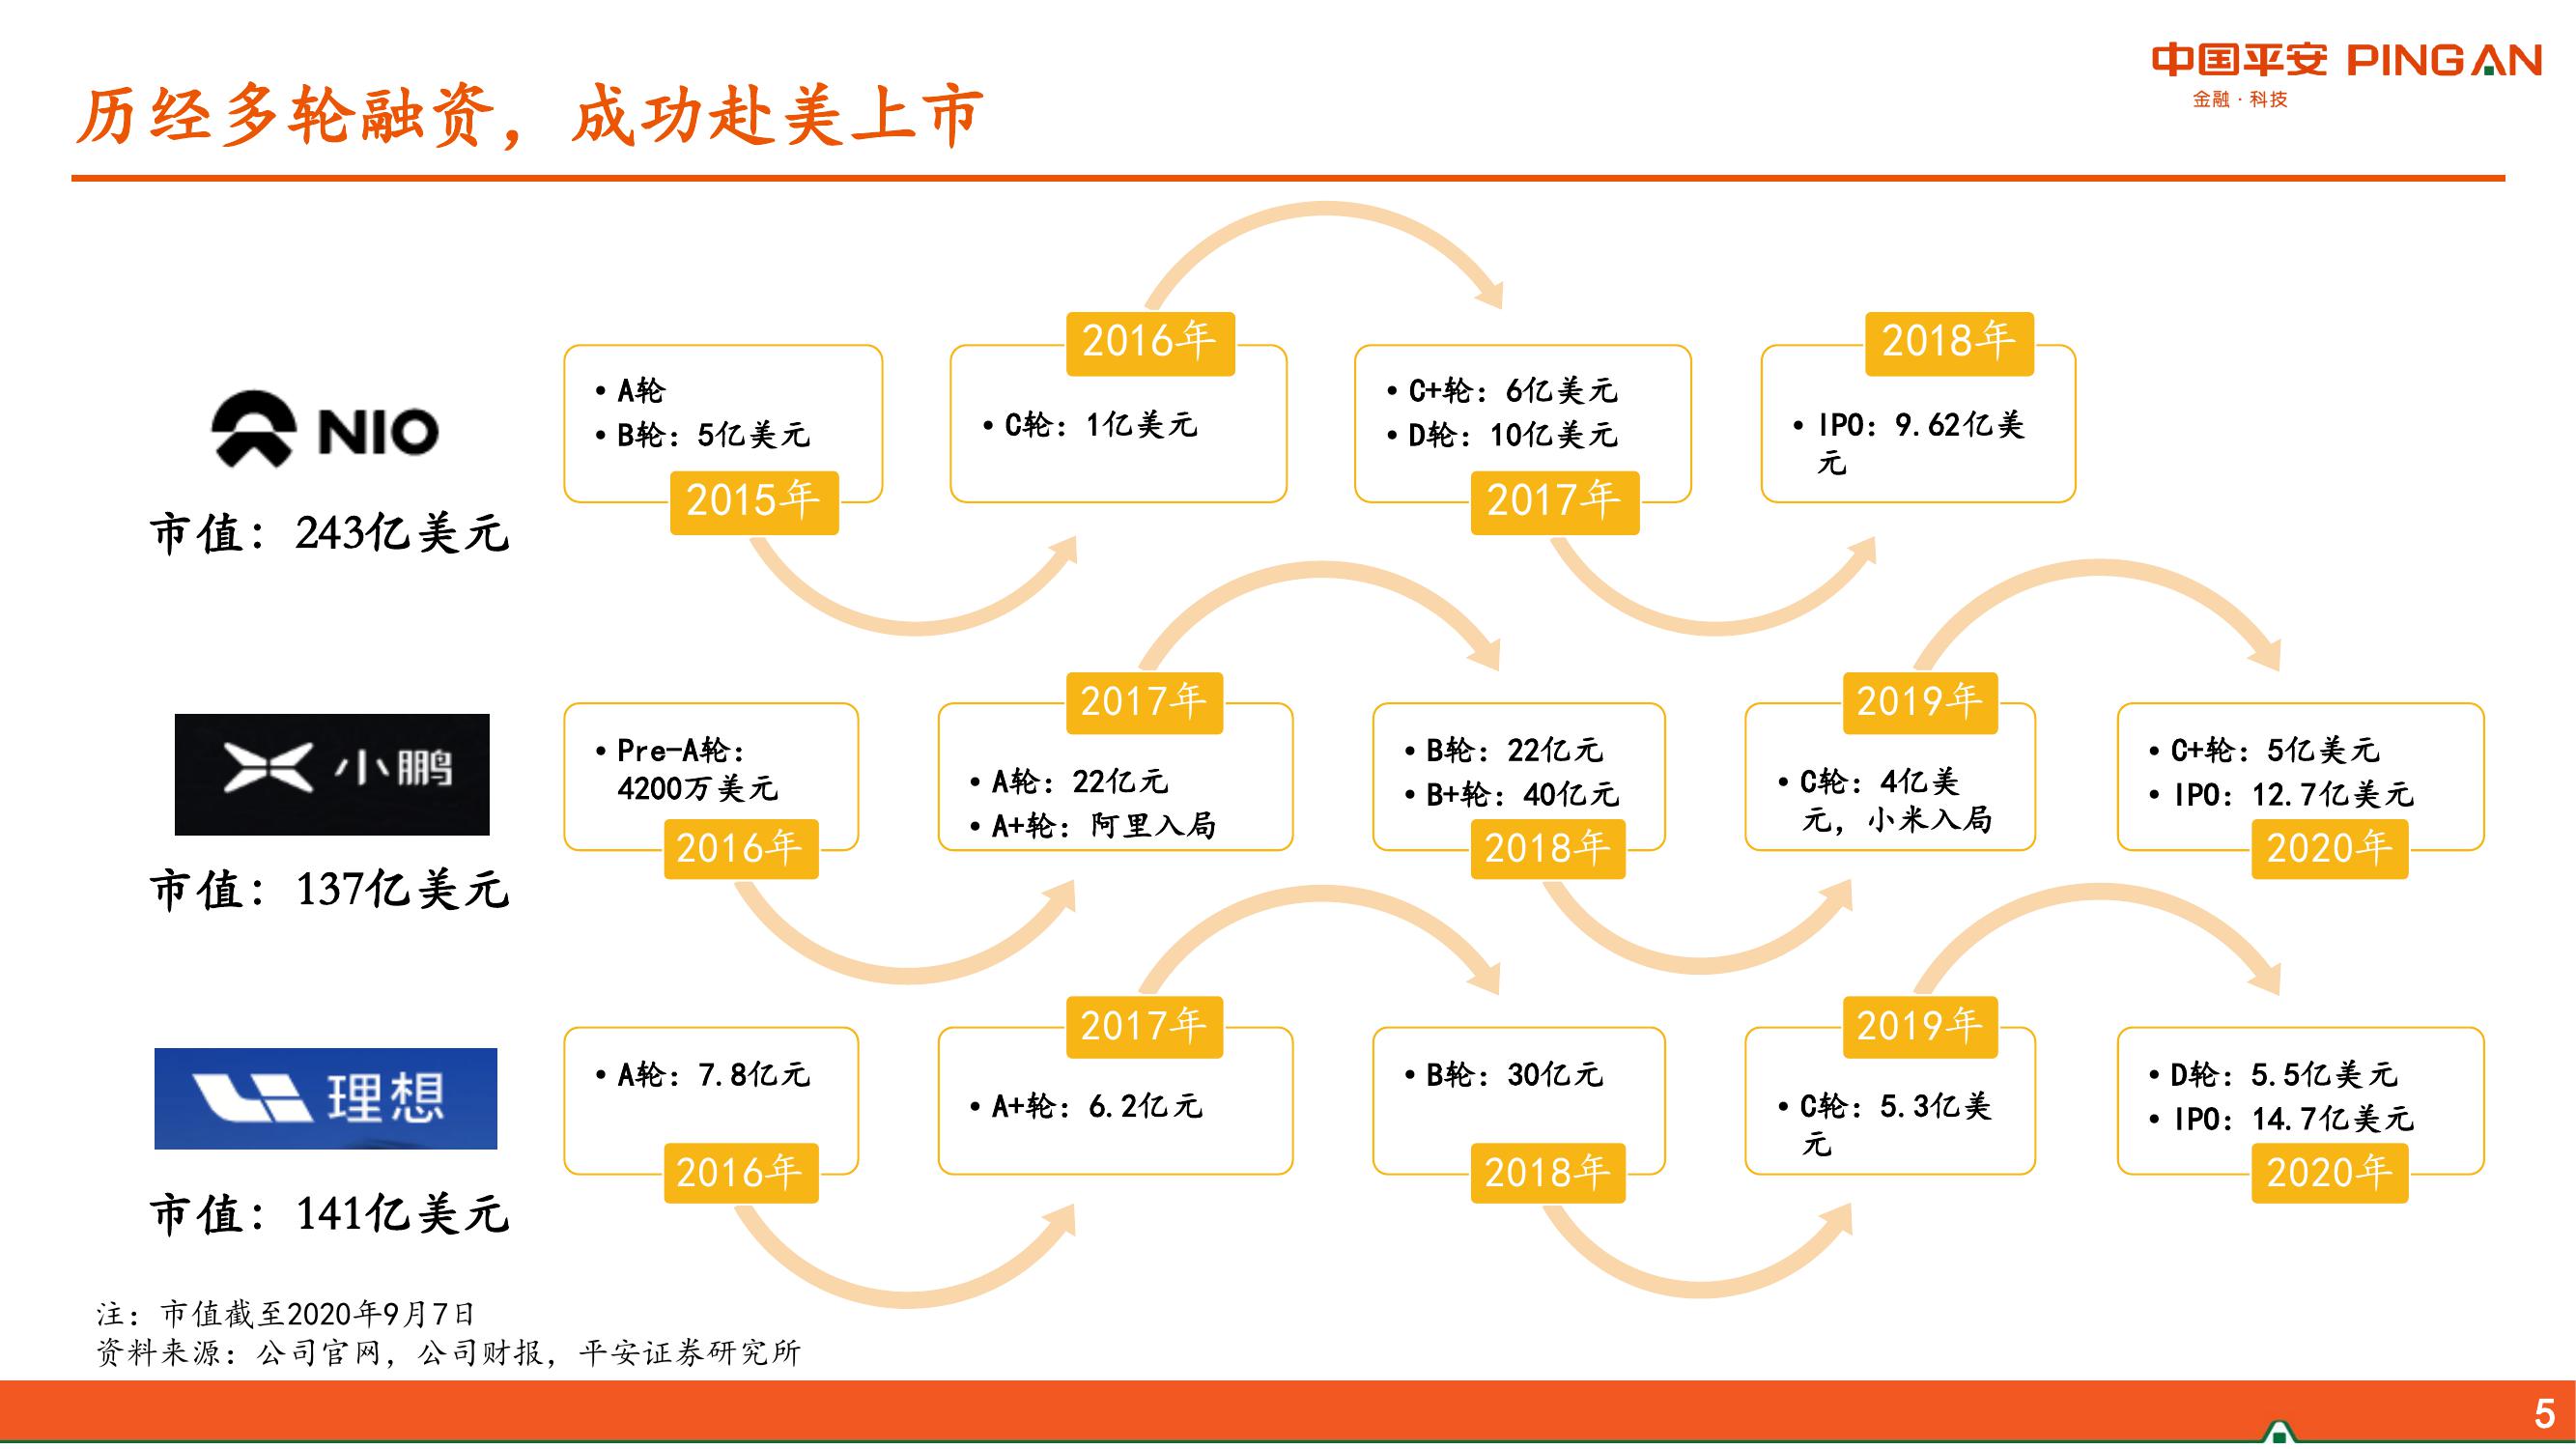 中国平安 PINGAN
金融·科技
历经多轮融资，成功赴美上市
NIO
市值：243亿美元
• A轮
• B轮：5亿美元
2015年
2016年
• C轮：1亿美元
• C+轮：6亿美元
• D轮：10亿美元
2017年
2018年
• IPO：9.62亿美
元
小鹏
市值：137亿美元
• Pre-A轮：
4200万美元
2016年
2017年
• A轮：22亿元
• A+轮：阿里入局
• B轮：22亿元
• B+轮：40亿元
2018年
2019年
• C轮：4亿美
元，小米入局
• C+轮：5亿美元
• IPO：12.7亿美元
2020年
理想
市值：141亿美元
• A轮：7.8亿元
2016年
2017年
• A+轮：6.2亿元
• B轮：30亿元
2018年
2019年
• C轮：5.3亿美
元
• D轮：5.5亿美元
• IPO：14.7亿美元
2020年
注：市值截至2020年9月7日
资料来源：公司官网，公司财报，平安证券研究所
5